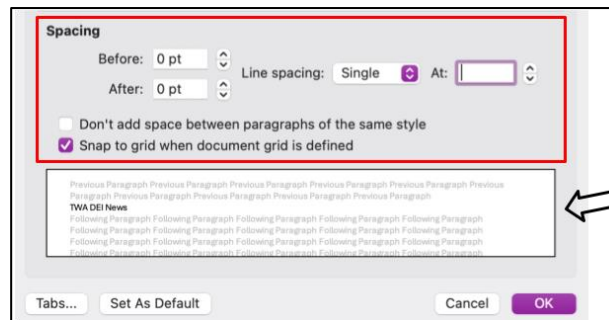 Spacing
Before: 0 pt
Line spacing: Single At:
After: 0 pt
Don't add space between paragraphs of the same style
Snap to grid when document grid is defined
Previous Paragraph Previous Paragraph Previous Paragraph Previous Paragraph Previous Paragraph Previous
Paragraph Previous Paragraph Previous Paragraph Previous Paragraph Previous Paragraph
TWA DEI News
Following Paragraph Following Paragraph Following Paragraph Following Paragraph Following Paragraph
Following Paragraph Following Paragraph Following Paragraph Following Paragraph Following Paragraph
Following Paragraph Following Paragraph Following Paragraph Following Paragraph Following Paragraph
Following Paragraph Following Paragraph Following Paragraph Following Paragraph Following Paragraph
Tabs... Set As Default Cancel OK